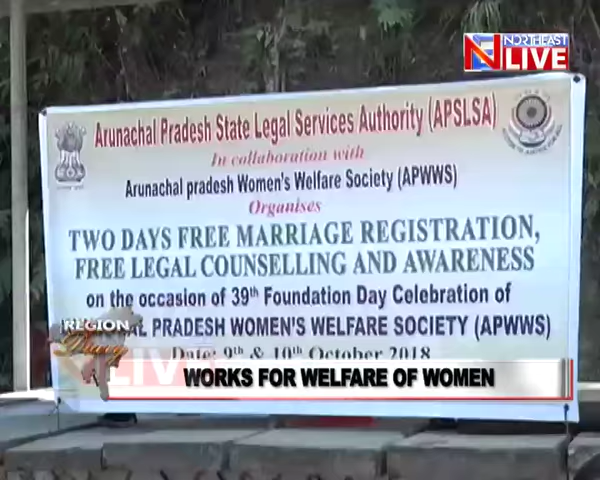 NORTHEAST
LIVE
Arunachal Pradesh State Legal Services Authority (APSLSA)
In collaboration with
Arunachal pradesh Women's Welfare Society (APWWS)
Organises
TWO DAYS FREE MARRIAGE REGISTRATION,
FREE LEGAL COUNSELLING AND AWARENESS
on the occasion of 39th Foundation Day Celebration of
PRADESH WOMEN'S WELFARE SOCIETY (APWWS)
Date: 9th & 10th October 2018
REGION
Diary
LIVE
WORKS FOR WELFARE OF WOMEN